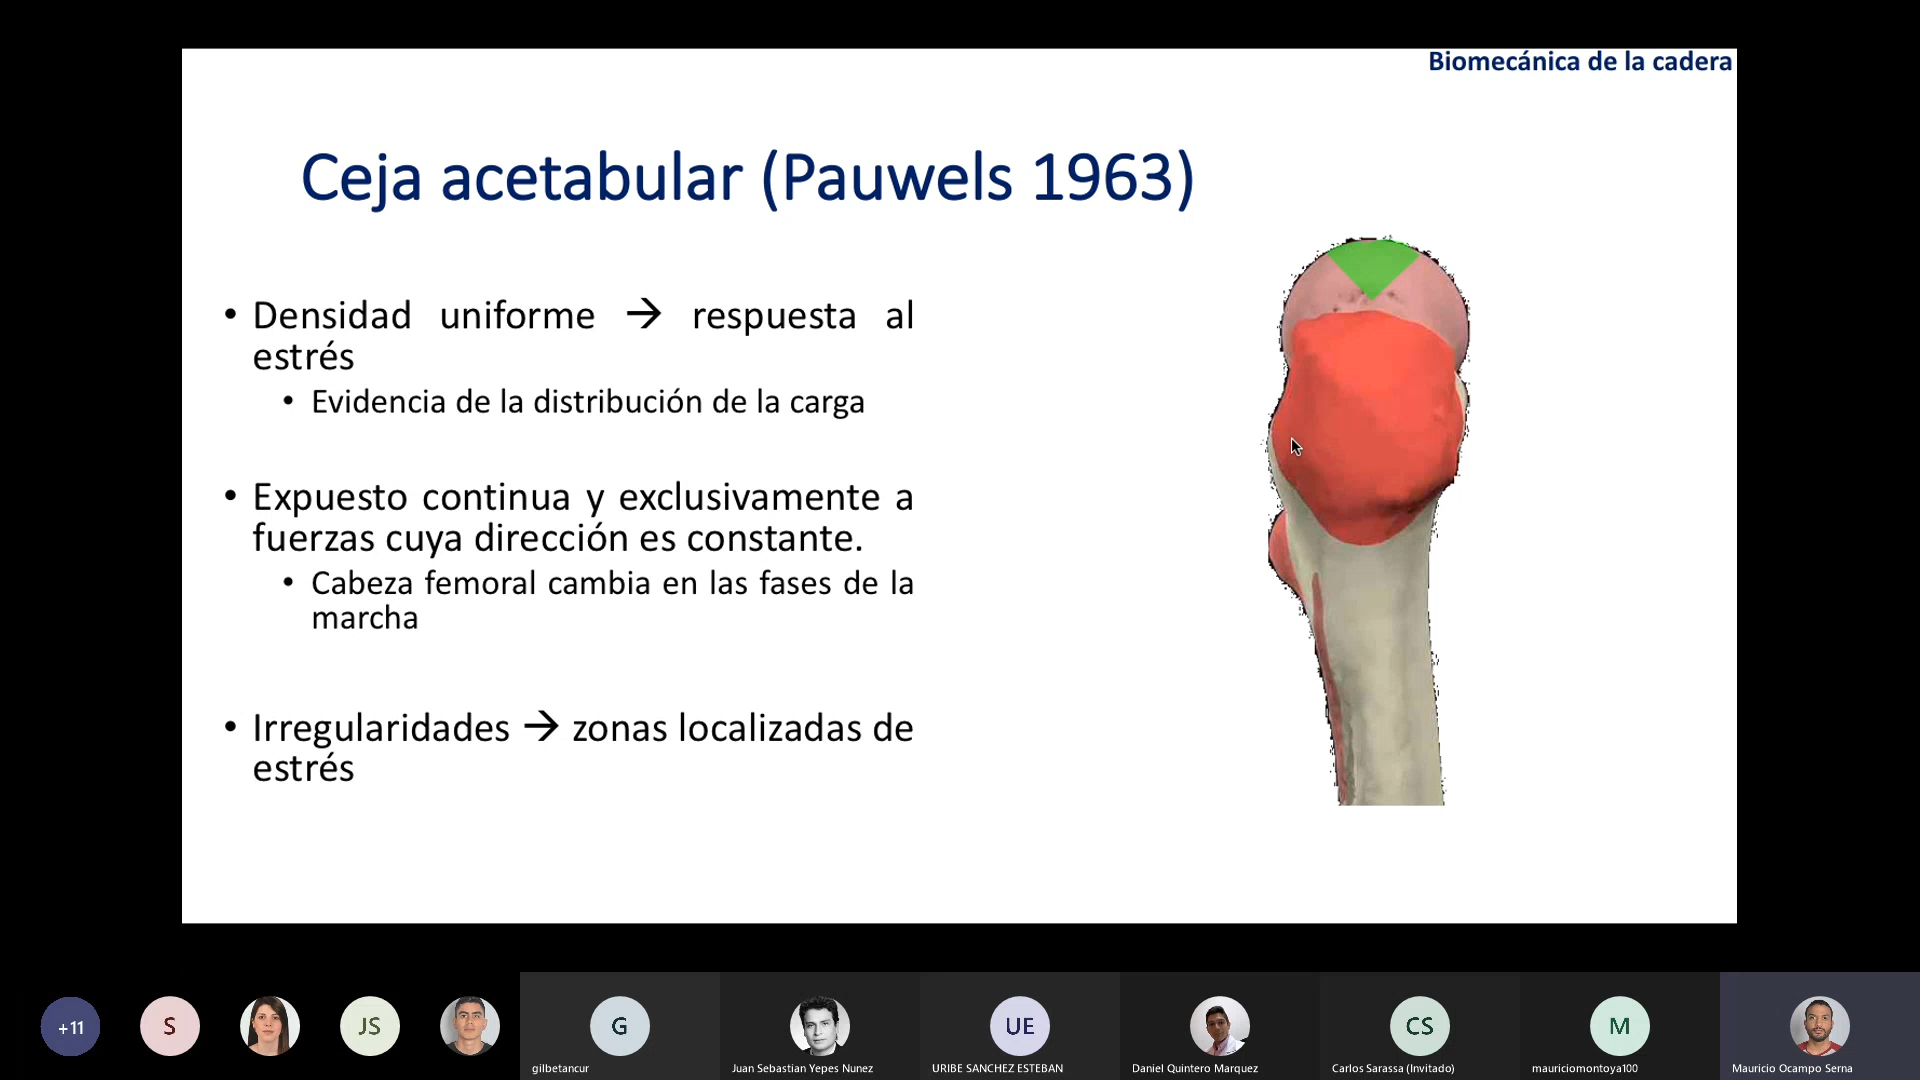 Biomecánica de la cadera
Ceja acetabular (Pauwels 1963)
• Densidad uniforme → respuesta al
estrés
• Evidencia de la distribución de la carga
• Expuesto continua y exclusivamente a
fuerzas cuya dirección es constante.
• Cabeza femoral cambia en las fases de la
marcha
• Irregularidades → zonas localizadas de
estrés
+11
S
JS
G
UE
CS
M
gilbetancur
Juan Sebastian Yepes Nunez
URIBE SANCHEZ ESTEBAN
Daniel Quintero Marquez
Carlos Sarassa (Invitado)
mauriciomontoya100
Mauricio Ocampo Serna